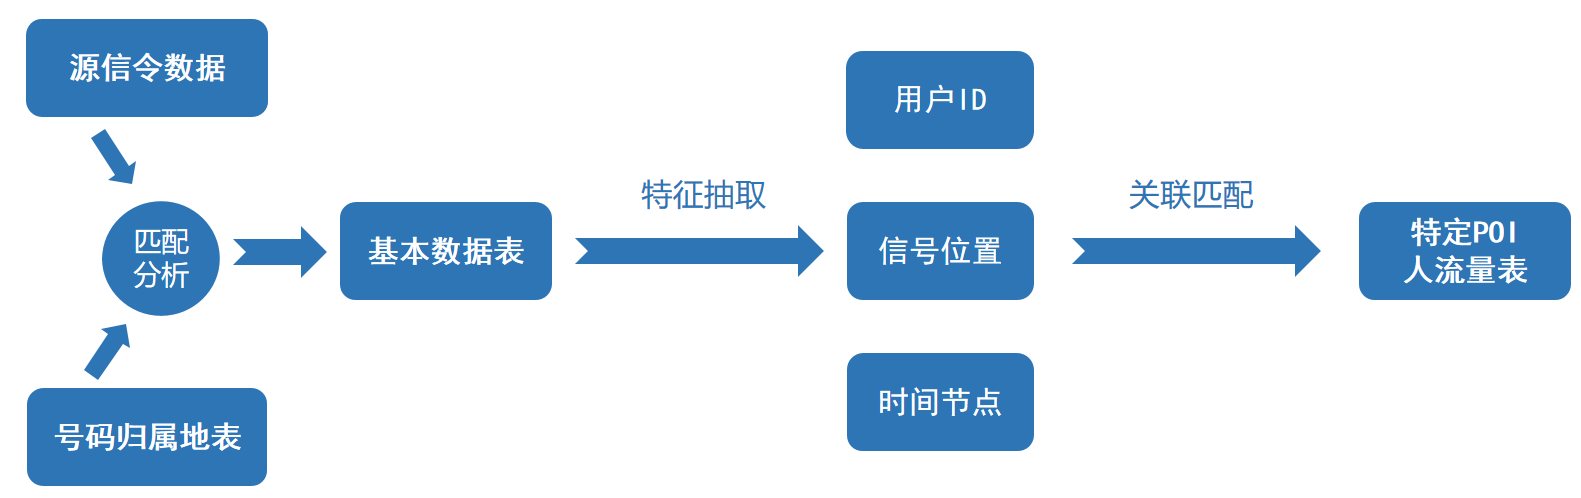 源信令数据
号码归属地表
匹配
分析
基本数据表
特征抽取
用户ID
信号位置
时间节点
关联匹配
特定POI
人流量表